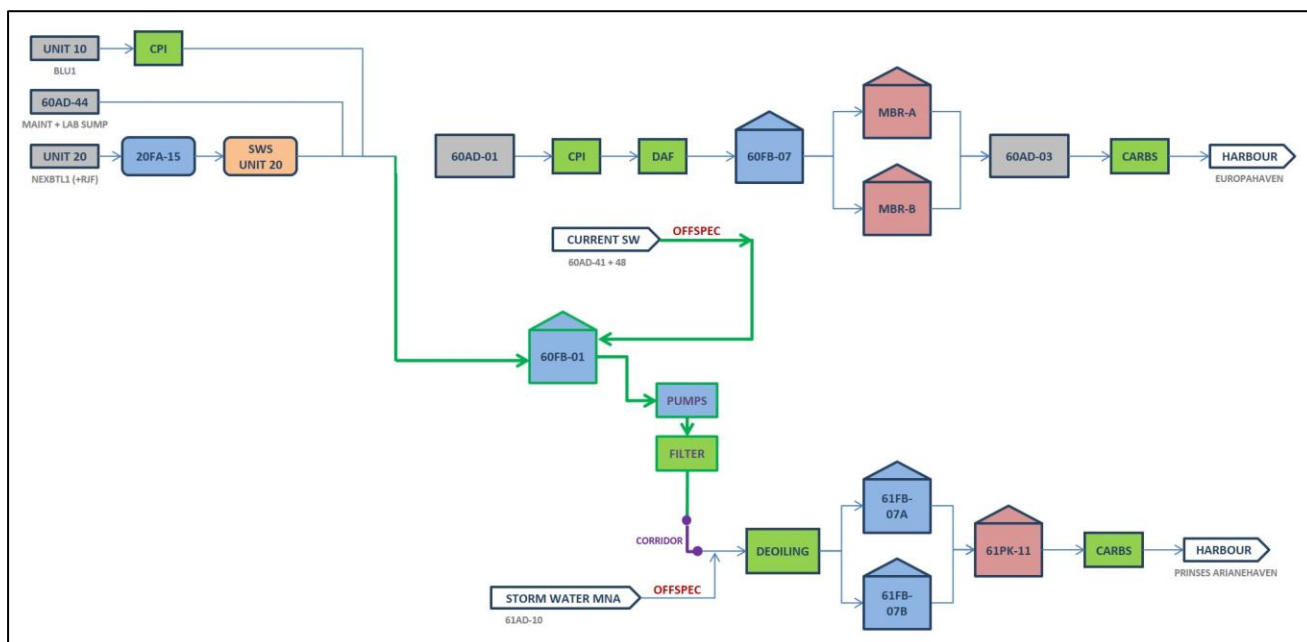 UNIT 10
CPI
BLU1
60AD-44
MAINT + LAB SUMP
UNIT 20
20FA-15
SWS
UNIT 20
NEXBTL1 (+RJF)
60AD-01
CPI
DAF
60FB-07
MBR-A
MBR-B
60AD-03
CARBS
HARBOUR
EUROPAHAVEN
CURRENT SW
OFFSPEC
60AD-41 + 48
60FB-01
PUMPS
FILTER
CORRIDOR
STORM WATER MNA
OFFSPEC
61AD-10
DEOILING
61FB-
07A
61FB-
07B
61PK-11
CARBS
HARBOUR
PRINSES ARIANEHAVEN